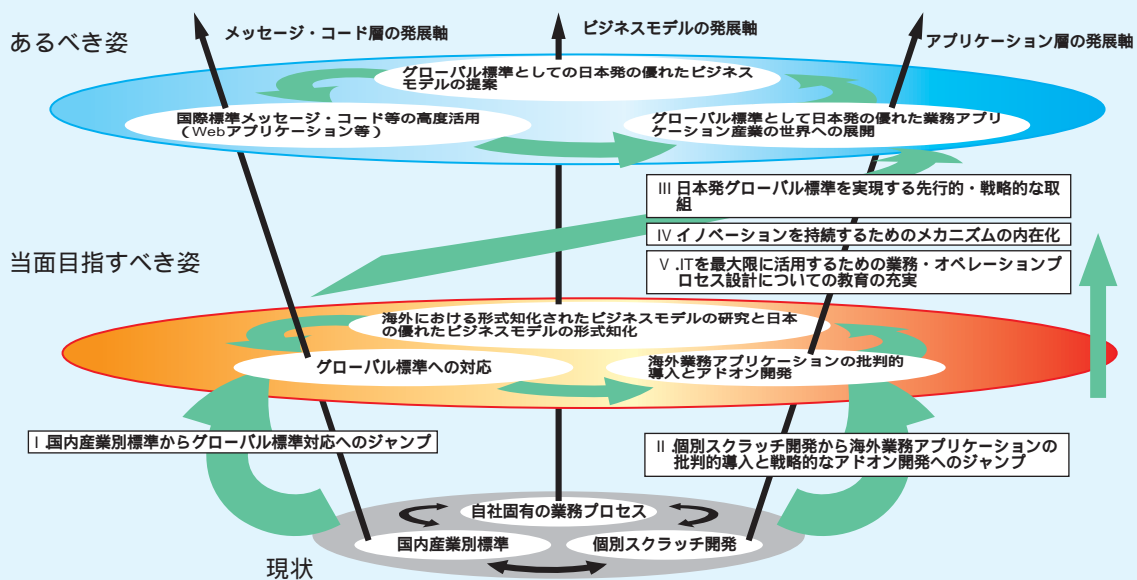 あるべき姿
メッセージ・コード層の発展軸
ビジネスモデルの発展軸
アプリケーション層の発展軸
グローバル標準としての日本発の優れたビジネス
モデルの提案
国際標準メッセージ・コード等の高度活用
（Webアプリケーション等）
グローバル標準として日本発の優れた業務アプリ
ケーション産業の世界への展開
Ⅲ 日本発グローバル標準を実現する先行的・戦略的な取
組
Ⅳ イノベーションを持続するためのメカニズムの内在化
Ⅴ .ITを最大限に活用するための業務・オペレーションプ
ロセス設計についての教育の充実
当面目指すべき姿
海外における形式知化されたビジネスモデルの研究と日本
の優れたビジネスモデルの形式知化
グローバル標準への対応
海外業務アプリケーションの批判的
導入とアドオン開発
Ⅰ.国内産業別標準からグローバル標準対応へのジャンプ
Ⅱ.個別スクラッチ開発から海外業務アプリケーションの
批判的導入と戦略的なアドオン開発へのジャンプ
自社固有の業務プロセス
国内産業別標準
個別スクラッチ開発
現状